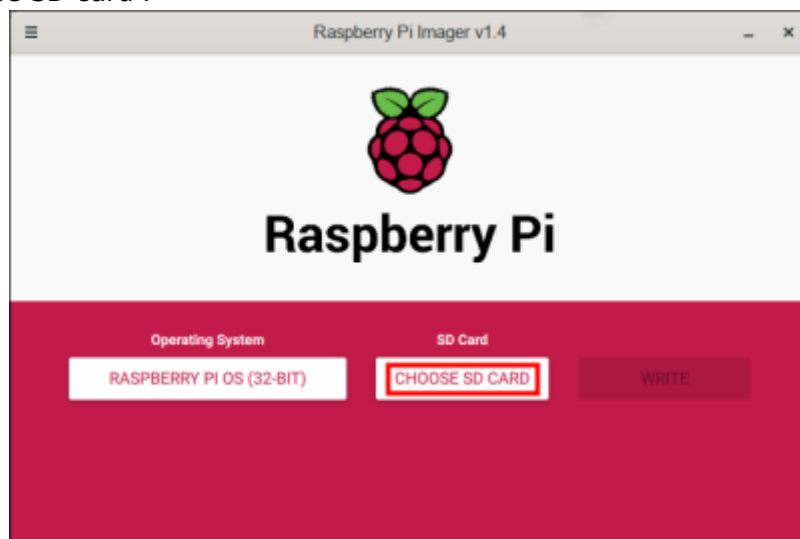 Raspberry Pi Imager v1.4
Raspberry Pi
Operating System
SD Card
RASPBERRY PI OS (32-BIT)
CHOOSE SD CARD
WRITE